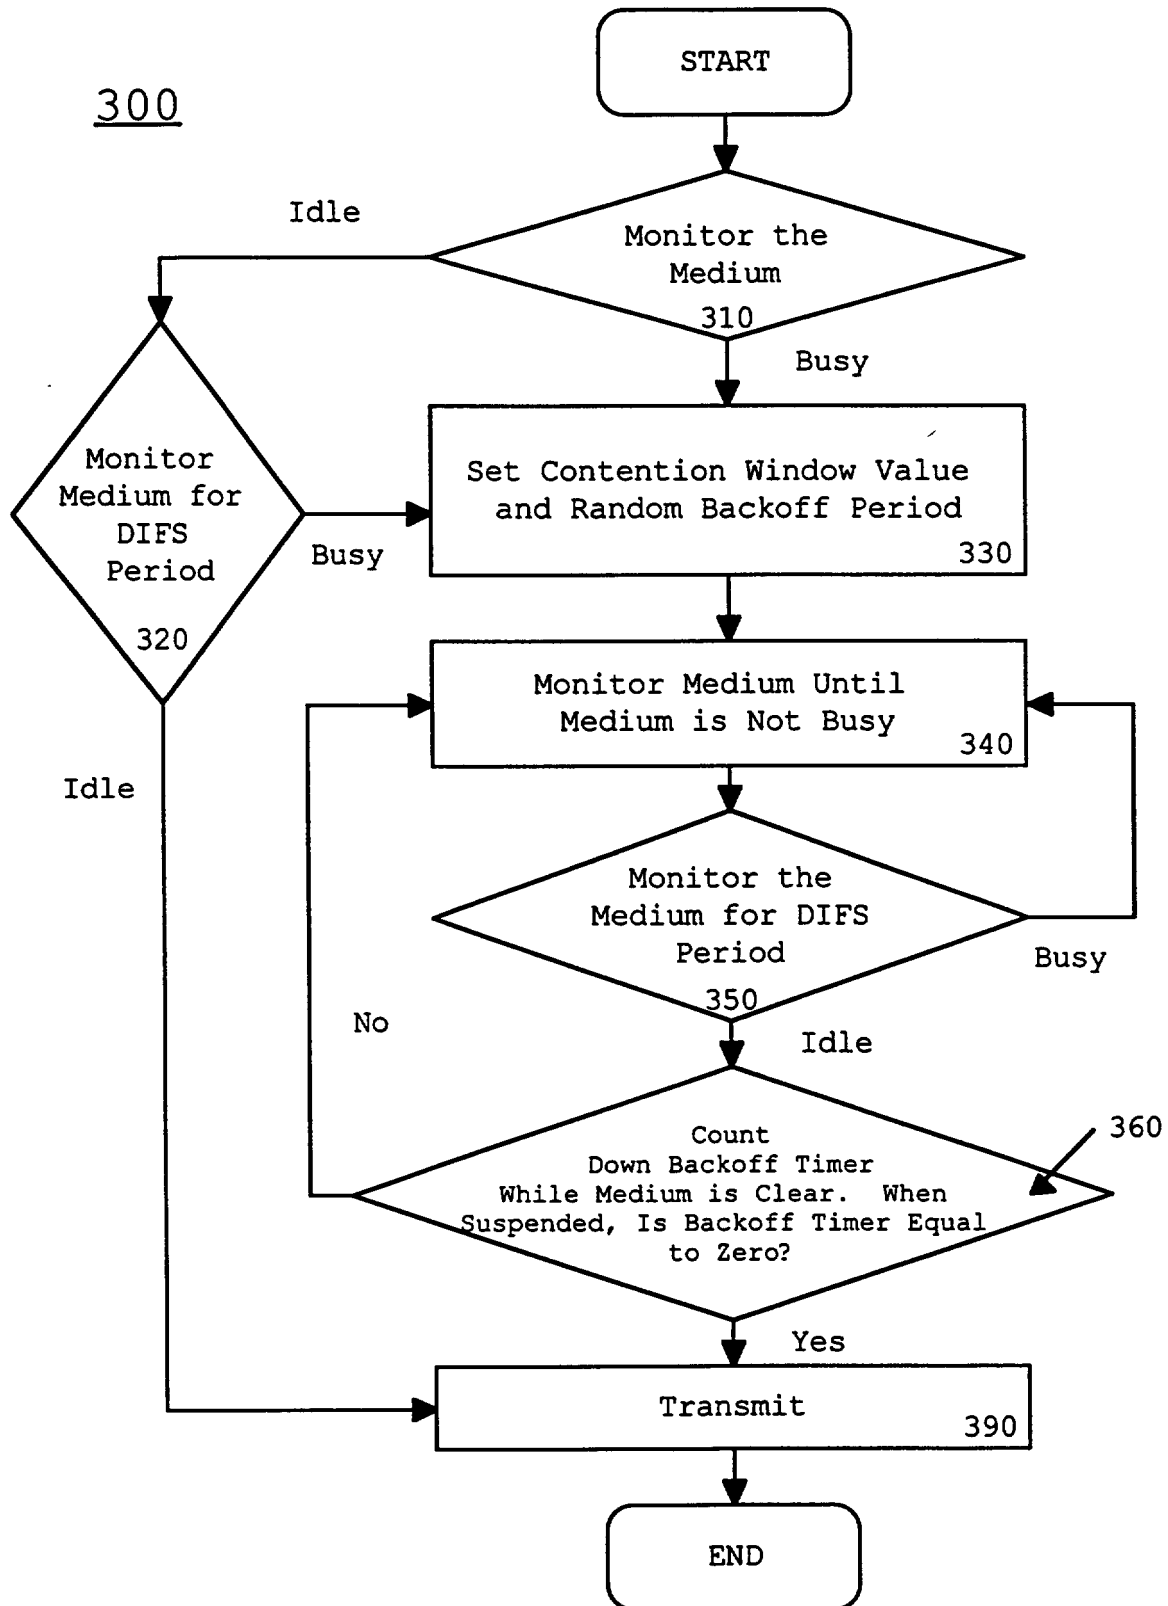 START
300
Idle
Monitor the
Medium
310
Busy
Monitor
Medium for
DIFS
Period
320
Busy
Set Contention Window Value
and Random Backoff Period
330
Monitor Medium Until
Medium is Not Busy
340
Idle
Monitor the
Medium for DIFS
Period
350
Busy
No
Idle
360
Count
Down Backoff Timer
While Medium is Clear. When
Suspended, Is Backoff Timer Equal
to Zero?
Yes
Transmit
390
END